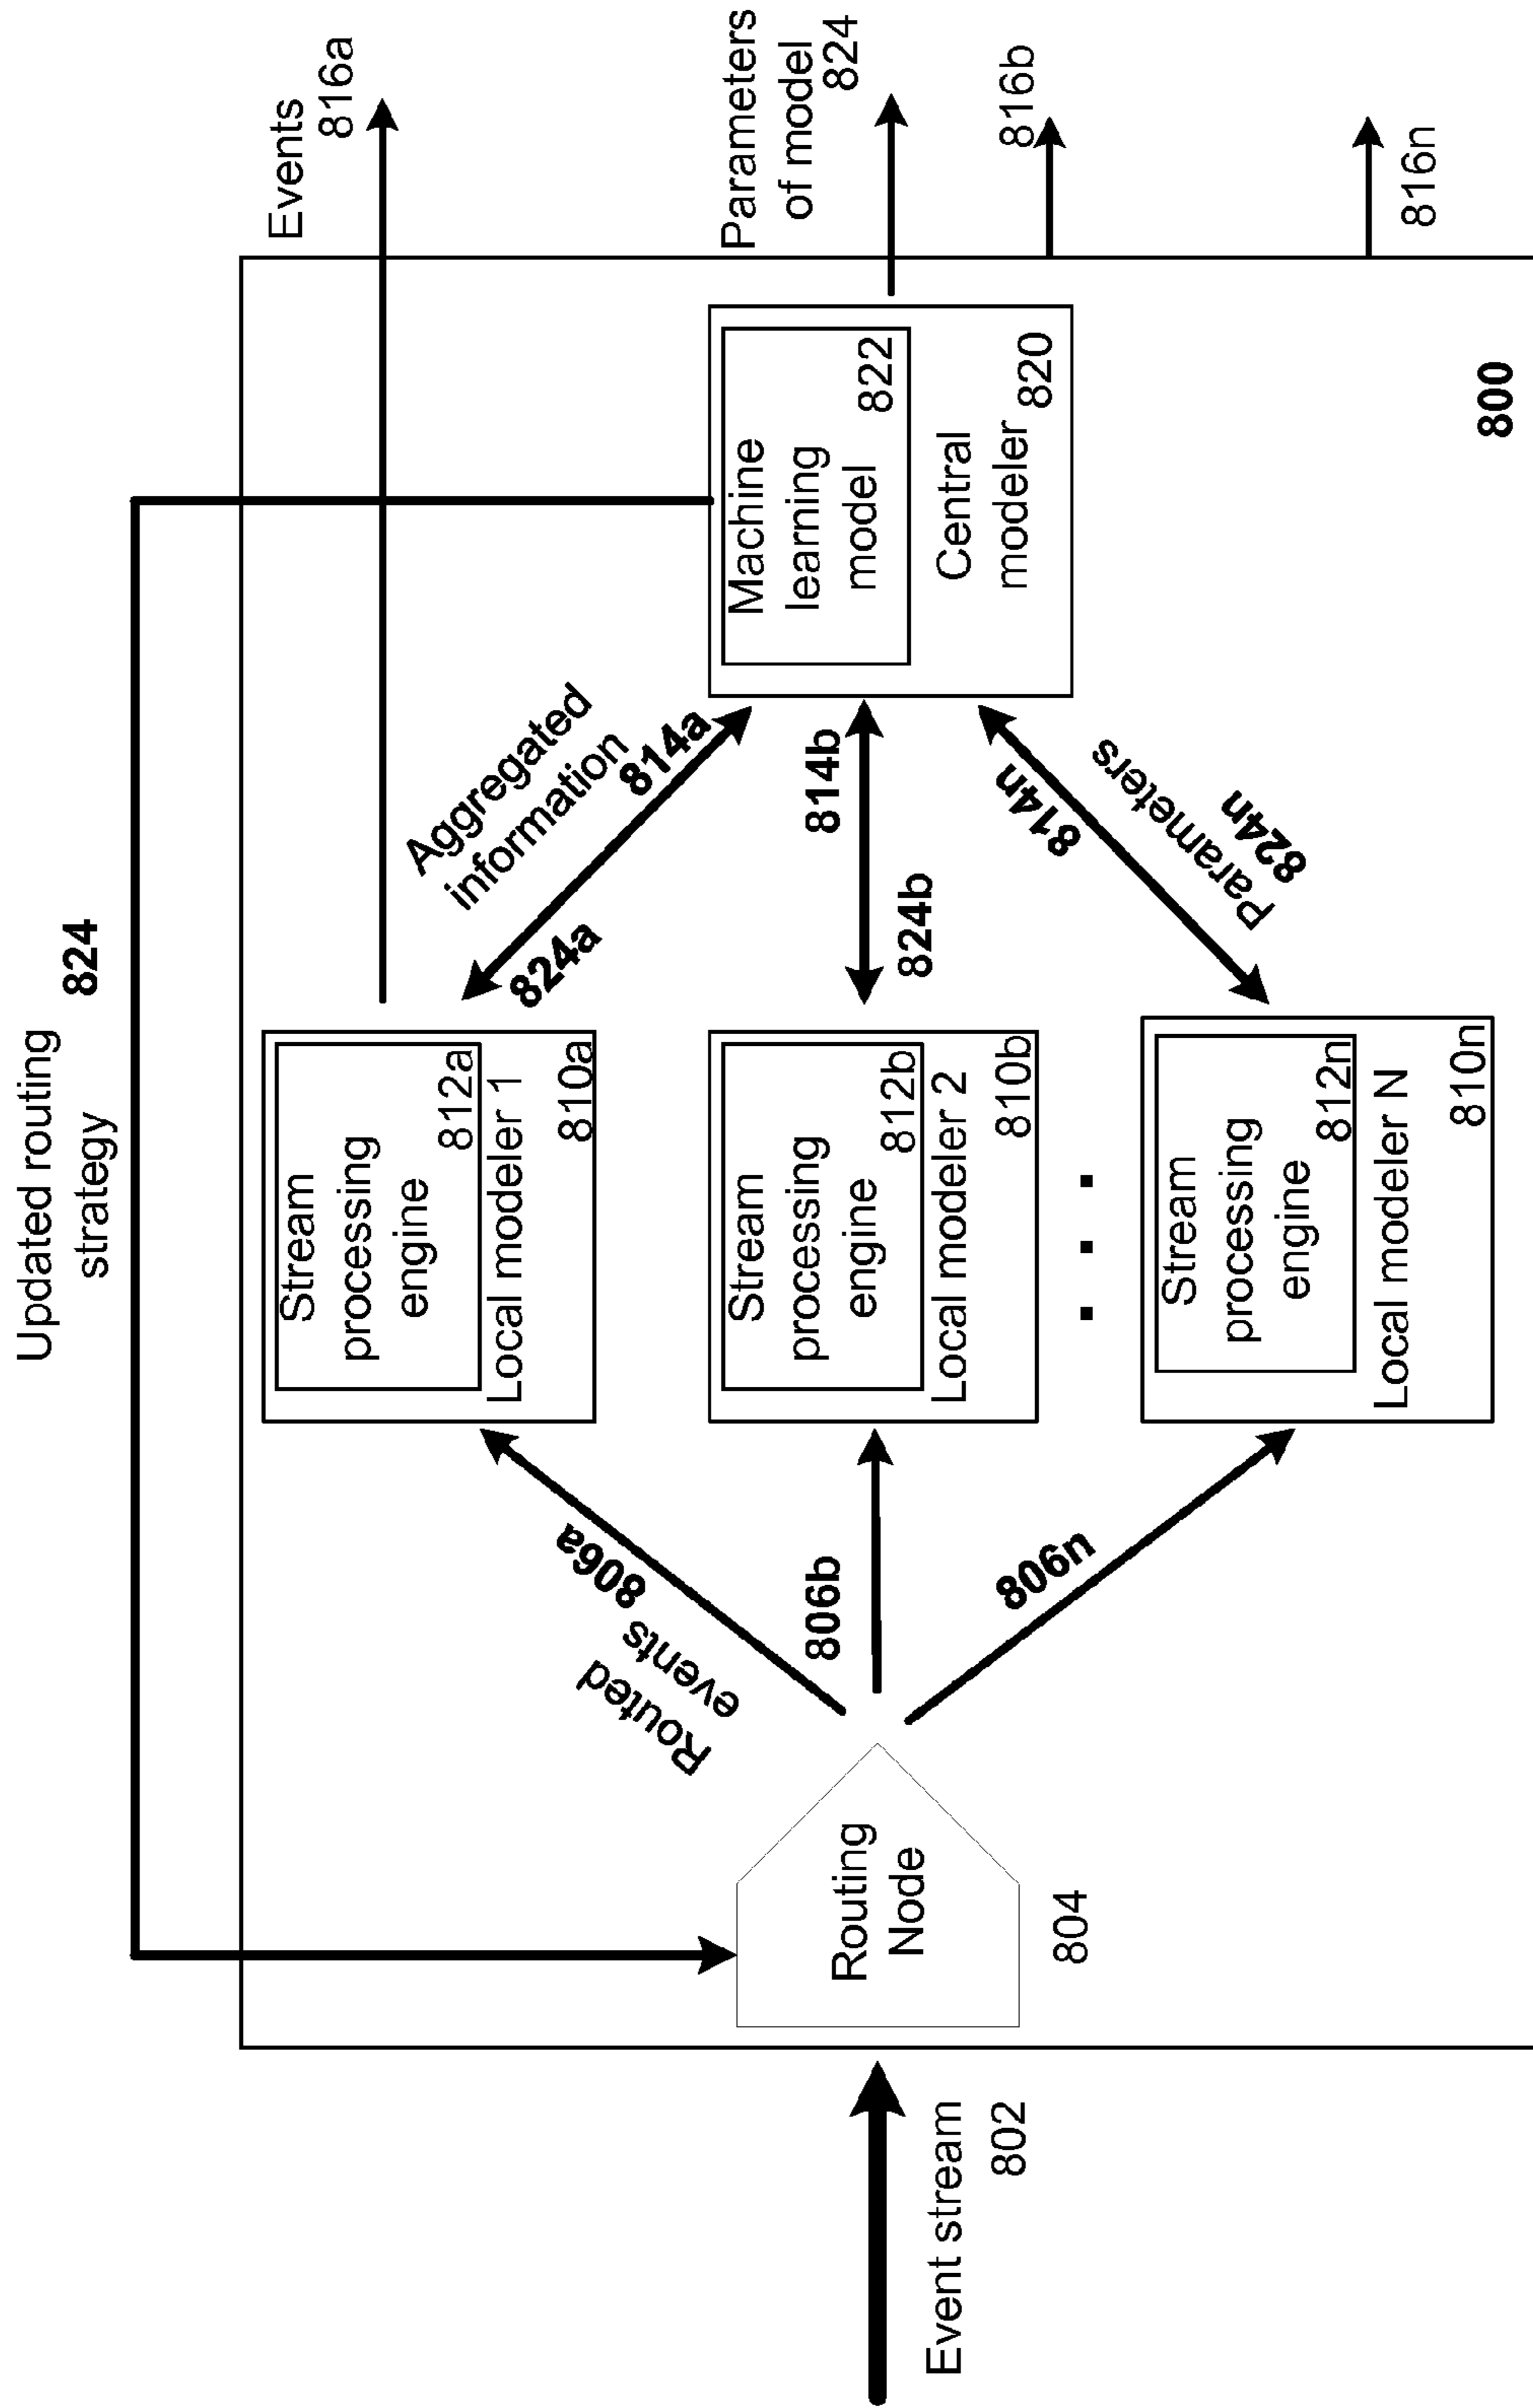 Updated routing
strategy
824
Events
816a
Parameters
of model
824
816b
816n
Event stream
802
Routing
Node
804
Routed
events 806a
806b
806n
Stream
processing
engine
812a
Local modeler 1
810a
Stream
processing
engine
812b
Local modeler 2
810b
. . .
Stream
processing
engine
812n
Local modeler N
810n
Aggregated
information
814a
824a
814b
824b
814n
Parameters
824n
Machine
learning
model
822
Central
modeler
820
800